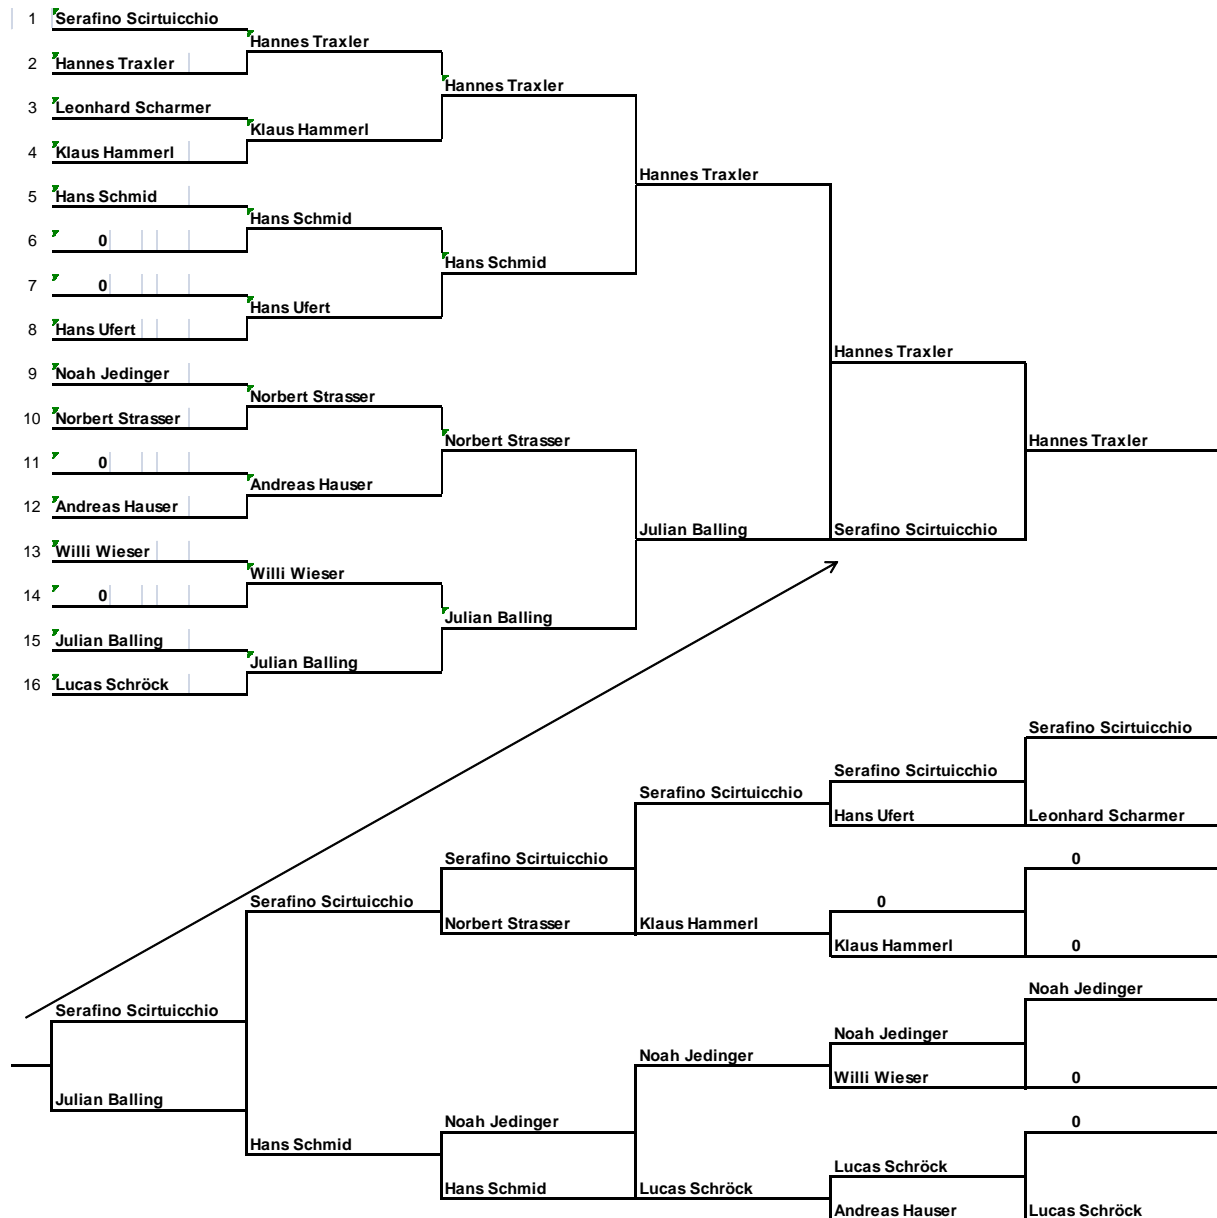 1 Serafino Scirtuicchio
Hannes Traxler
2 Hannes Traxler
Hannes Traxler
3 Leonhard Scharmer
Klaus Hammerl
4 Klaus Hammerl
Hannes Traxler
5 Hans Schmid
Hans Schmid
6 0
Hans Schmid
7 0
Hans Ufert
8 Hans Ufert
Hannes Traxler
9 Noah Jedinger
Norbert Strasser
10 Norbert Strasser
Norbert Strasser Hannes Traxler
11 0
Andreas Hauser
12 Andreas Hauser
Julian Balling Serafino Scirtuicchio
13 Willi Wieser
Willi Wieser
14 0
Julian Balling
15 Julian Balling
Julian Balling
16 Lucas Schröck
Serafino Scirtuicchio
Serafino Scirtuicchio
Serafino Scirtuicchio
Hans Ufert Leonhard Scharmer
Serafino Scirtuicchio 0
Serafino Scirtuicchio 0
Norbert Strasser Klaus Hammerl
Klaus Hammerl 0
Noah Jedinger
Serafino Scirtuicchio
Noah Jedinger
Noah Jedinger
Willi Wieser 0
Julian Balling
Noah Jedinger 0
Hans Schmid
Lucas Schröck
Hans Schmid Lucas Schröck
Andreas Hauser Lucas Schröck